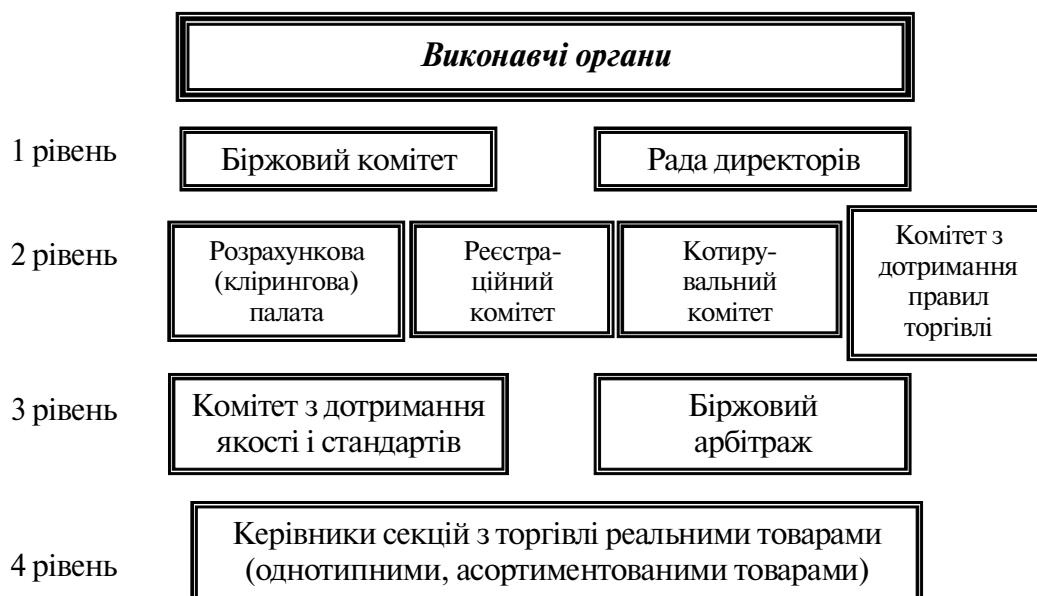 Виконавчі органи
1 рівень
Біржовий комітет
Рада директорів
2 рівень
Розрахункова
(клірингова)
палата
Реєстра-
ційний
комітет
Котиру-
вальний
комітет
Комітет з
дотримання
правил
торгівлі
3 рівень
Комітет з дотримання
якості і стандартів
Біржовий
арбітраж
4 рівень
Керівники секцій з торгівлі реальними товарами
(однотипними, асортиментованими товарами)